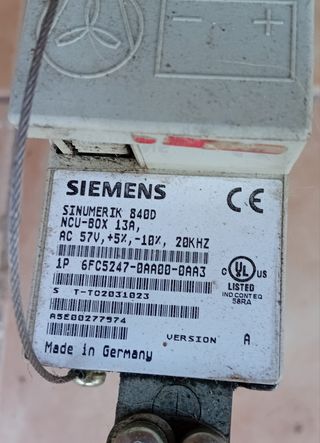 SIEMENS
CE
SINUMERIK 840D
NCU-BOX 13A,
AC 57V,+5%,-10%, 20KHZ
1P 6FC5247-0AA00-0AA3
S T-T02031023
A5E00277974
VERSION A
Made in Germany
C UL US
LISTED
IND CONT EQ
58RA